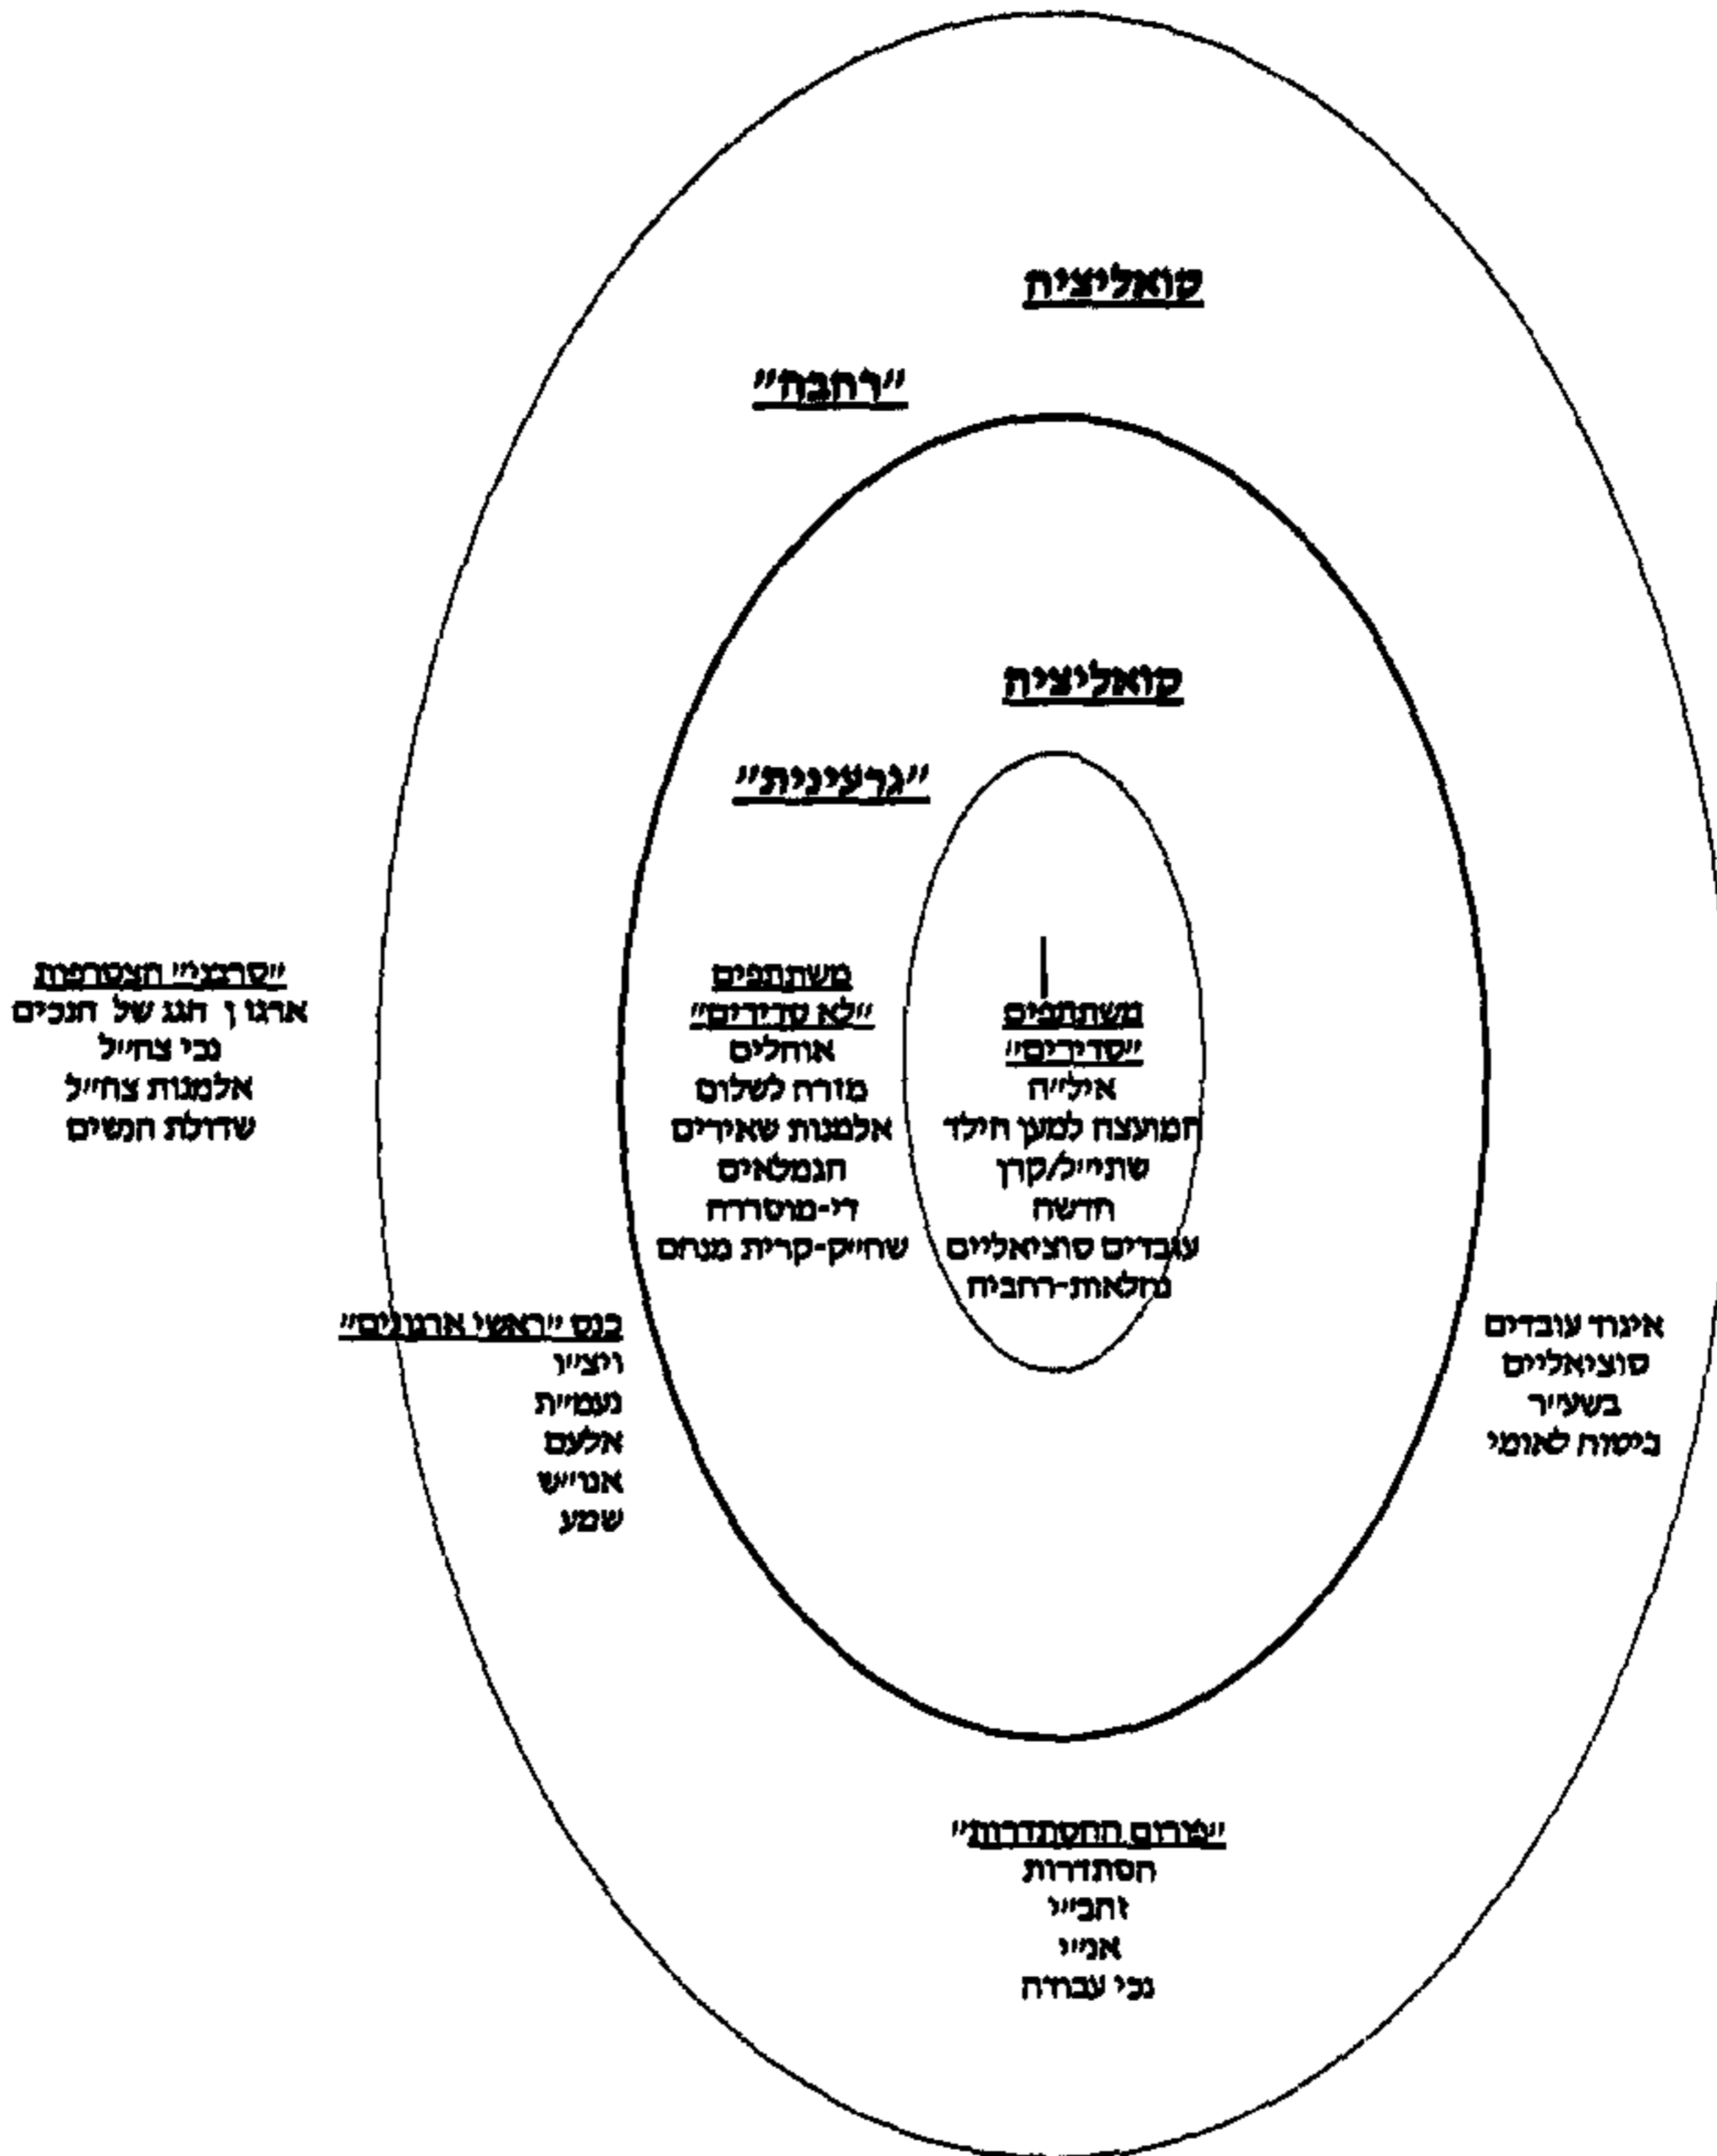 קואליציה
"רחבה"
קואליציה
"גרעינית"
"סרבני" הצטרפות
ארגון הגג של הנכים
נכי צה"ל
אלמנות צה"ל
שדולת הנשים
משתתפים
"לא סדירים"
אוהלים
מזרח לשלום
אלמנות שאירים
הגמלאים
די-מוסררה
שח"ק-קרית מנחם
משתתפים
"סדירים"
איל"ה
המועצה למען הילד
שתי"ל/קרן
חדשה
עובדים סוציאליים
נחלאות-רחביה
כנס "ראשי ארגונים"
ויצ"ו
נעמ"ת
אלעם
אנו"ש
שמע
איגוד עובדים
סוציאליים
בשע"ר
ביטוח לאומי
"פורום ההסתדרות"
הסתדרות
זהב"י
אנ"י
נכי עבודה